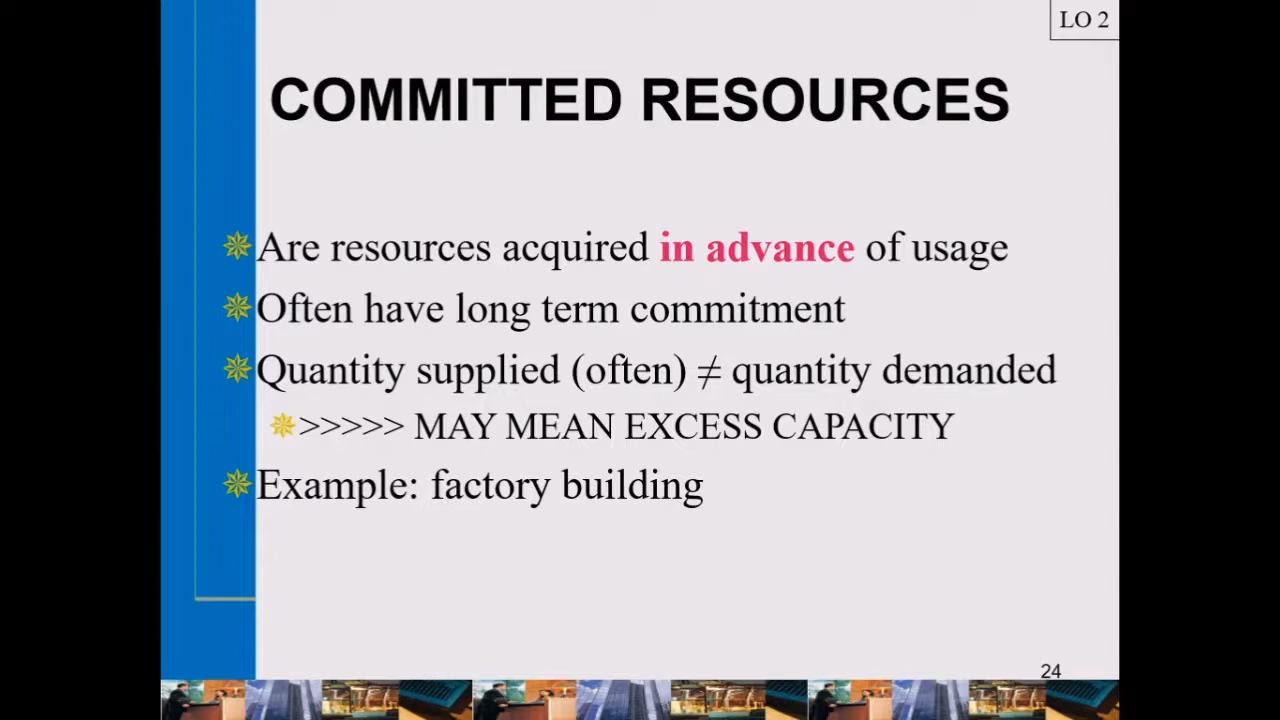 LO 2
COMMITTED RESOURCES
Are resources acquired in advance of usage
Often have long term commitment
Quantity supplied (often) ≠ quantity demanded
>>>>> MAY MEAN EXCESS CAPACITY
Example: factory building
24